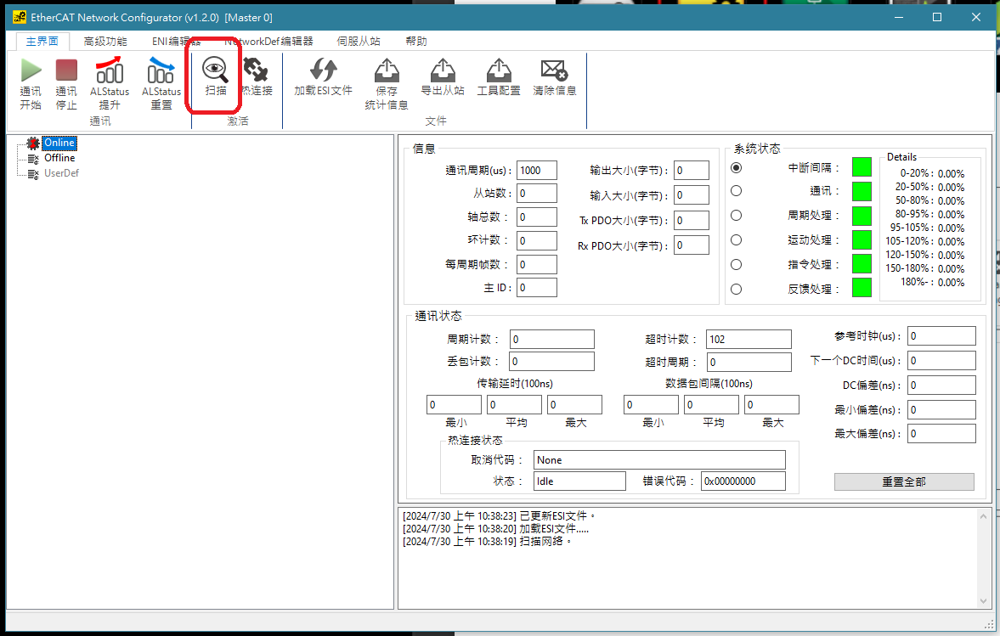 EtherCAT Network Configurator (v1.2.0)  [Master 0]
主界面 高级功能 ENI编辑器 NetworkDef编辑器 伺服从站 帮助
通讯开始 通讯停止 ALStatus提升 ALStatus重置 扫描 热连接 加载ESI文件 保存统计信息 导出从站 工具配置 清除信息
通讯 激活 文件
Online
Offline
UserDef
信息
通讯周期(us): 1000 输出大小(字节): 0
从站数: 0 输入大小(字节): 0
轴总数: 0 Tx PDO大小(字节): 0
环计数: 0 Rx PDO大小(字节): 0
每周期帧数: 0
主 ID: 0
系统状态
中断间隔:
通讯:
周期处理:
运动处理:
指令处理:
反馈处理:
Details
0-20%: 0.00%
20-50%: 0.00%
50-80%: 0.00%
80-95%: 0.00%
95-105%: 0.00%
105-120%: 0.00%
120-150%: 0.00%
150-180%: 0.00%
180%-: 0.00%
通讯状态
周期计数: 0 超时计数: 102 参考时钟(us): 0
丢包计数: 0 超时周期: 0 下一个DC时间(us): 0
传输延时(100ns) 数据包间隔(100ns) DC偏差(ns): 0
0 0 0 0 0 0 最小偏差(ns): 0
最小 平均 最大 最小 平均 最大 最大偏差(ns): 0
热连接状态
取消代码: None
状态: Idle 错误代码: 0x00000000 重置全部
[2024/7/30 上午 10:38:23] 已更新ESI文件。
[2024/7/30 上午 10:38:20] 加载ESI文件.....
[2024/7/30 上午 10:38:19] 扫描网络。